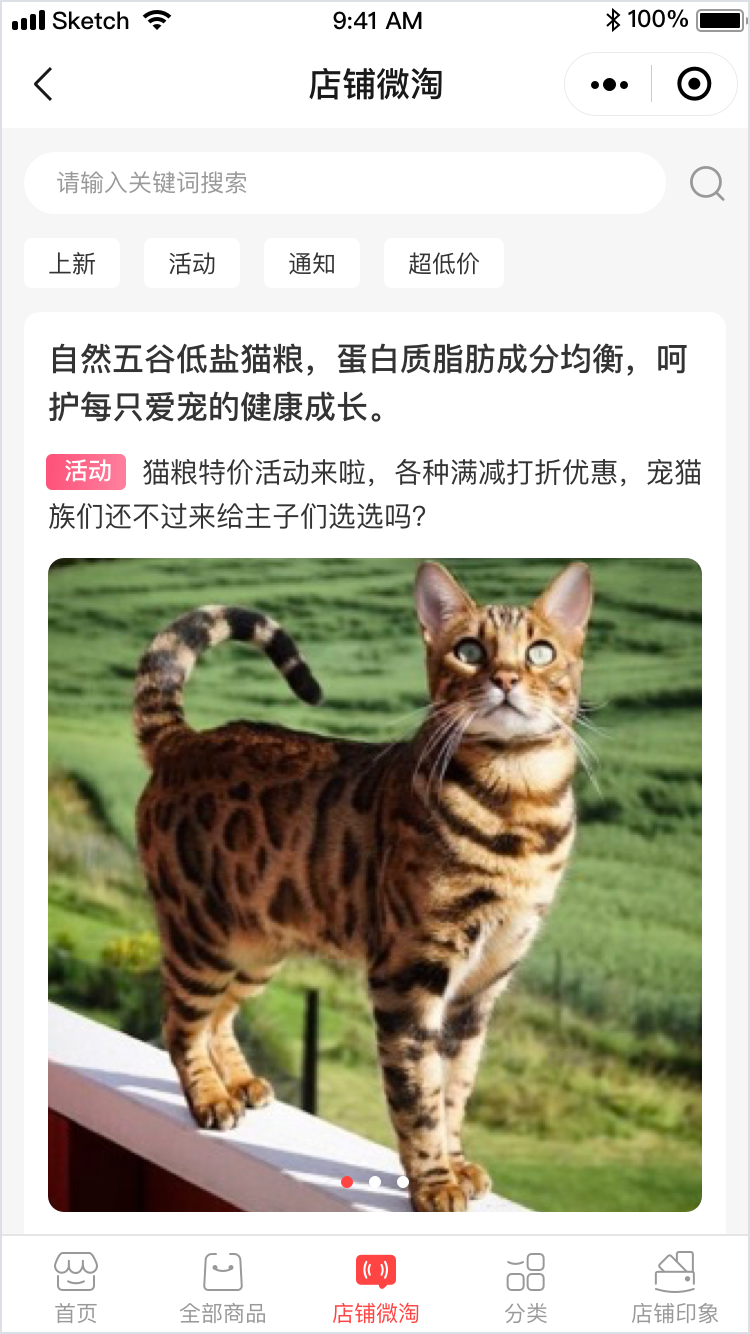 Sketch 9:41 AM 100%
店铺微淘
请输入关键词搜索
上新 活动 通知 超低价
自然五谷低盐猫粮，蛋白质脂肪成分均衡，呵
护每只爱宠的健康成长。
活动 猫粮特价活动来啦，各种满减打折优惠，宠猫
族们还不过来给主子们选选吗?
首页 全部商品 店铺微淘 分类 店铺印象